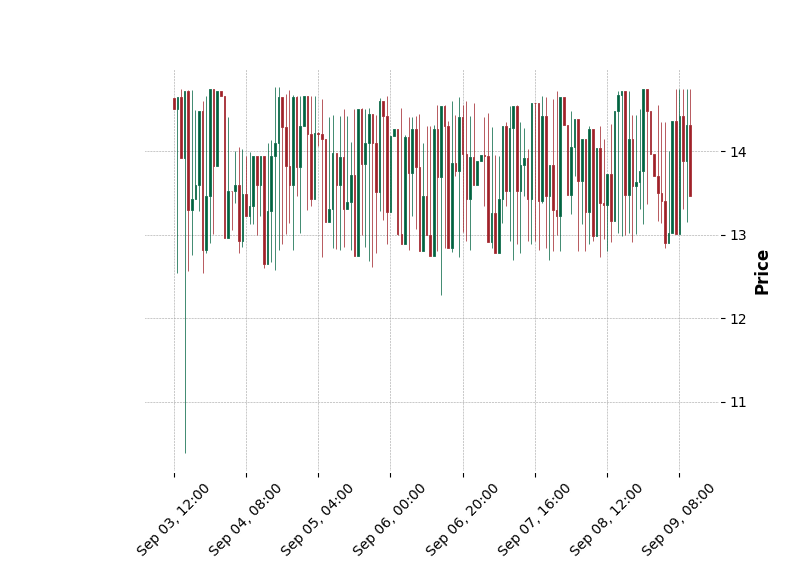 14
13
12
11
Price
Sep 03, 12:00
Sep 04, 08:00
Sep 05, 04:00
Sep 06, 00:00
Sep 06, 20:00
Sep 07, 16:00
Sep 08, 12:00
Sep 09, 08:00